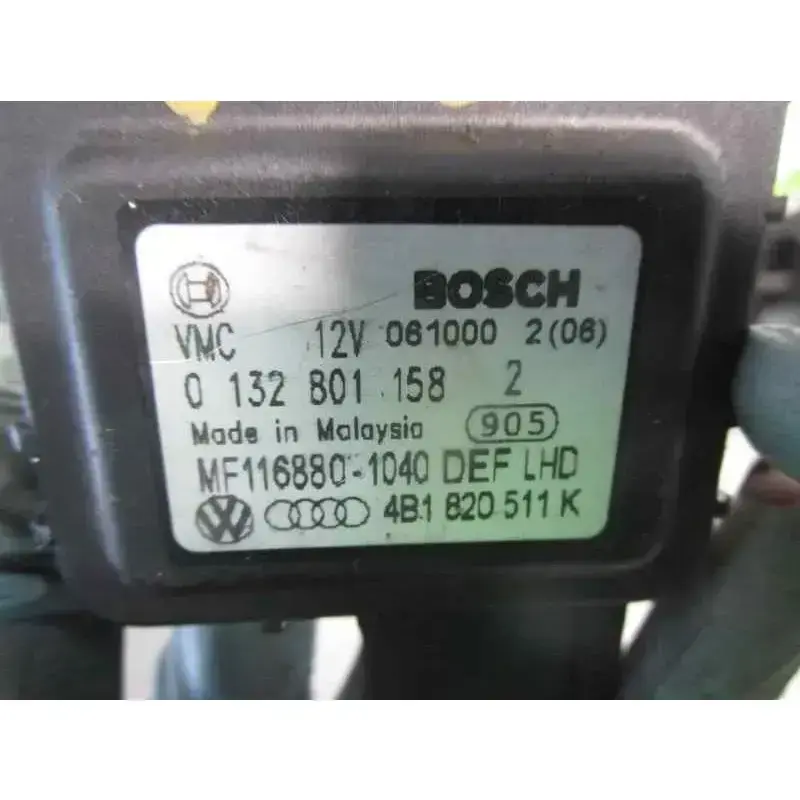 BOSCH
VMC 12V 061000 2(06)
0 132 801 158 2
Made in Malaysia 905
MF116880-1040 DEF LHD
4B1 820 511 K